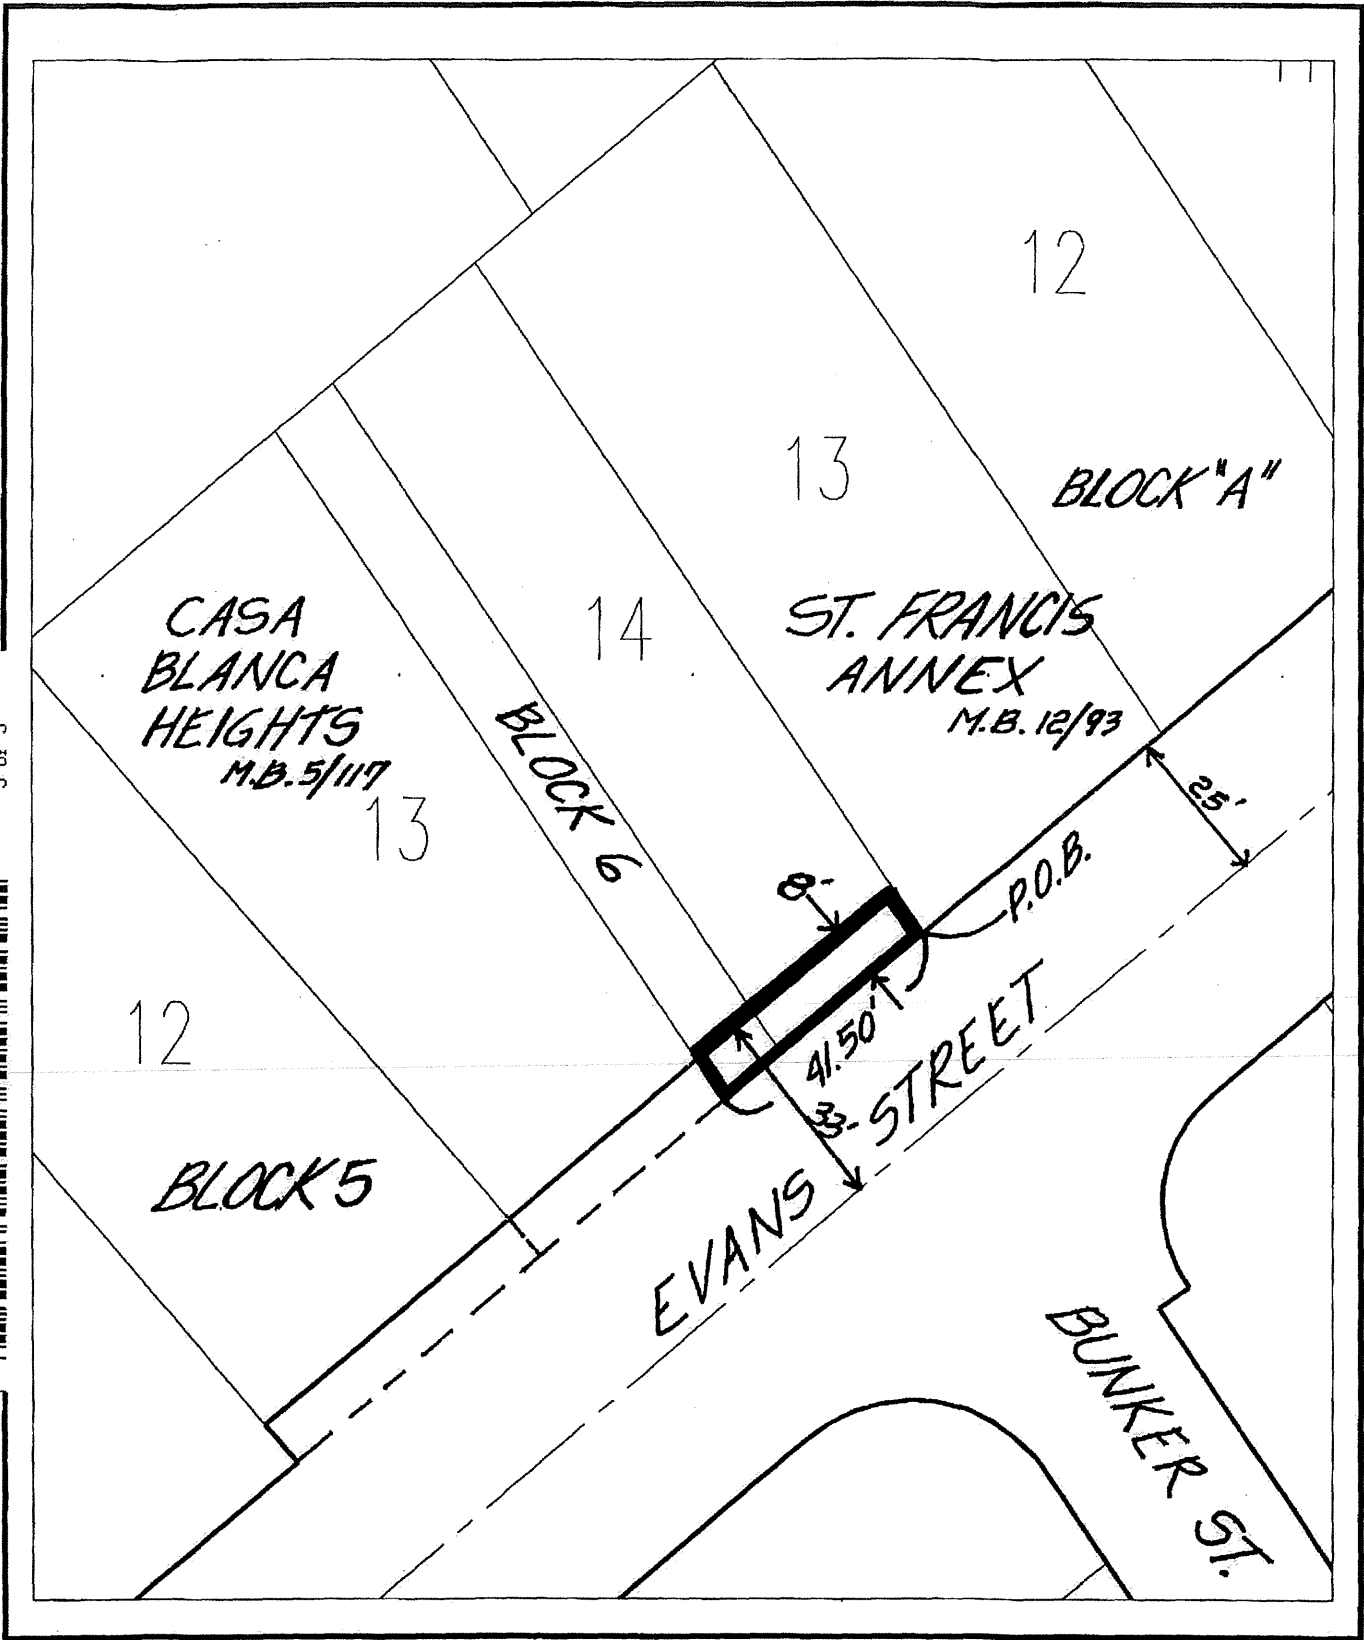 12
13
BLOCK "A"
CASA
BLANCA
HEIGHTS
M.B. 5/117
14
ST. FRANCIS
ANNEX
M.B. 12/93
BLOCK 6
25'
13
8'
P.O.B.
12
41.50'
33'
BLOCK 5
EVANS STREET
BUNKER ST.